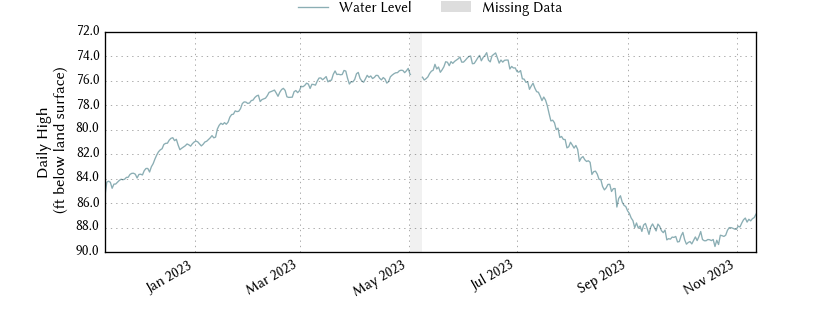 Water Level Missing Data
72.0
74.0
76.0
78.0
80.0
82.0
84.0
86.0
88.0
90.0
Daily High
(ft below land surface)
Jan 2023 Mar 2023 May 2023 Jul 2023 Sep 2023 Nov 2023